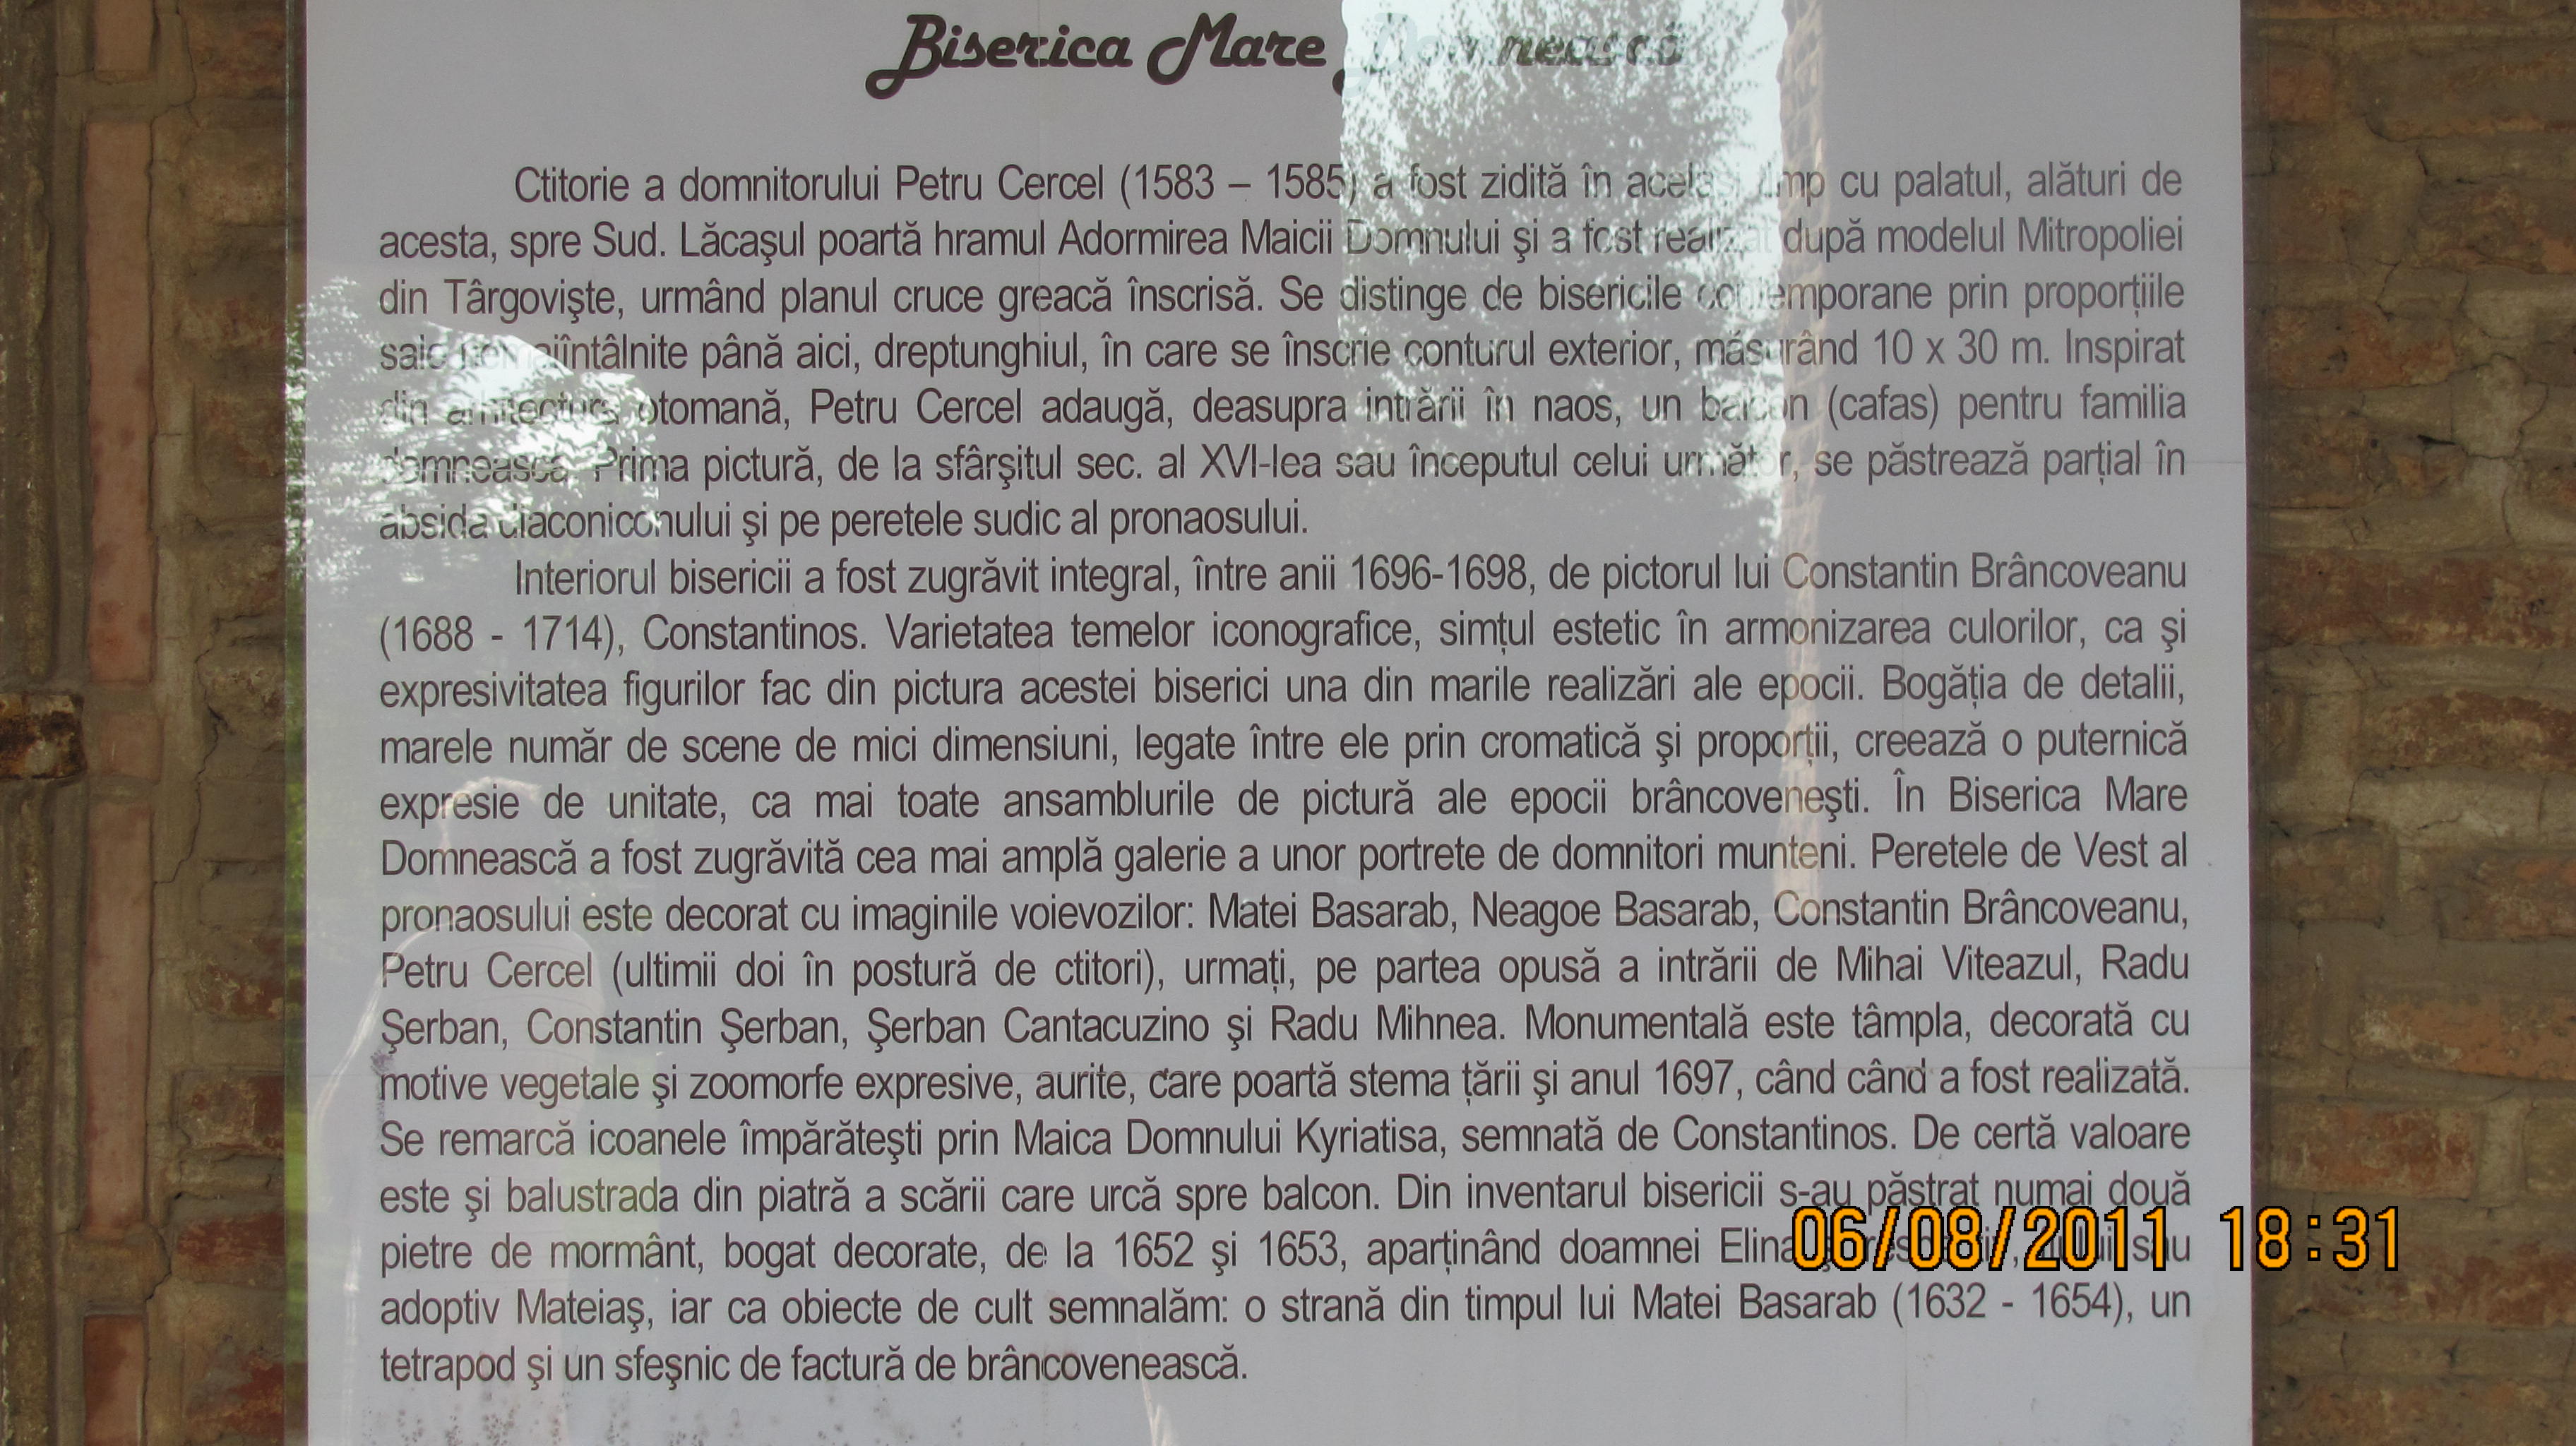 Biserica Mare Domnească
Ctitorie a domnitorului Petru Cercel (1583 – 1585) a fost zidită în același timp cu palatul, alături de
acesta, spre Sud. Lăcaşul poartă hramul Adormirea Maicii Domnului şi a fost realizat după modelul Mitropoliei
din Târgovişte, urmând planul cruce greacă înscrisă. Se distinge de bisericile contemporane prin proporţiile
sale nemaiîntâlnite până aici, dreptunghiul, în care se înscrie conturul exterior, măsurând 10 x 30 m. Inspirat
din arhitectura otomană, Petru Cercel adaugă, deasupra intrării în naos, un balcon (cafas) pentru familia
domnească. Prima pictură, de la sfârşitul sec. al XVI-lea sau începutul celui următor, se păstrează parţial în
absida diaconiconului şi pe peretele sudic al pronaosului.
Interiorul bisericii a fost zugrăvit integral, între anii 1696-1698, de pictorul lui Constantin Brâncoveanu
(1688 - 1714), Constantinos. Varietatea temelor iconografice, simţul estetic în armonizarea culorilor, ca şi
expresivitatea figurilor fac din pictura acestei biserici una din marile realizări ale epocii. Bogăţia de detalii,
marele număr de scene de mici dimensiuni, legate între ele prin cromatică şi proporţii, creează o puternică
expresie de unitate, ca mai toate ansamblurile de pictură ale epocii brâncoveneşti. În Biserica Mare
Domnească a fost zugrăvită cea mai amplă galerie a unor portrete de domnitori munteni. Peretele de Vest al
pronaosului este decorat cu imaginile voievozilor: Matei Basarab, Neagoe Basarab, Constantin Brâncoveanu,
Petru Cercel (ultimii doi în postură de ctitori), urmaţi, pe partea opusă a intrării de Mihai Viteazul, Radu
Şerban, Constantin Şerban, Şerban Cantacuzino şi Radu Mihnea. Monumentală este tâmpla, decorată cu
motive vegetale şi zoomorfe expresive, aurite, care poartă stema ţării şi anul 1697, când când a fost realizată.
Se remarcă icoanele împărăteşti prin Maica Domnului Kyriatisa, semnată de Constantinos. De certă valoare
este şi balustrada din piatră a scării care urcă spre balcon. Din inventarul bisericii s-au păstrat numai două
pietre de mormânt, bogat decorate, de la 1652 şi 1653, aparţinând doamnei Elina şi său
adoptiv Mateiaş, iar ca obiecte de cult semnalăm: o strană din timpul lui Matei Basarab (1632 - 1654), un
tetrapod şi un sfeşnic de factură de brâncovenească.
06/08/2011 18:31